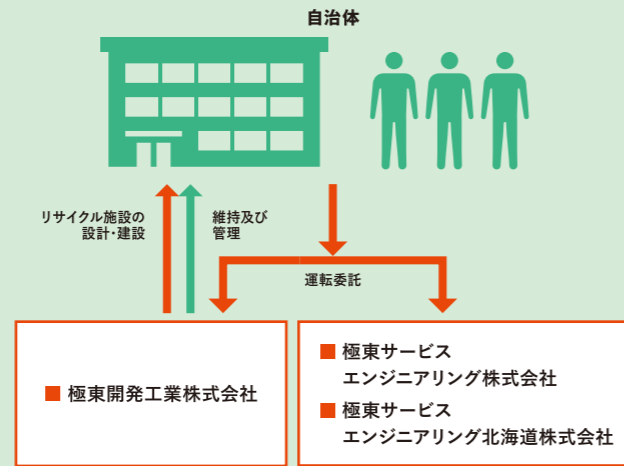 自治体
リサイクル施設の
設計・建設
維持及び
管理
運転委託
■ 極東開発工業株式会社
■ 極東サービス
エンジニアリング株式会社
■ 極東サービス
エンジニアリング北海道株式会社